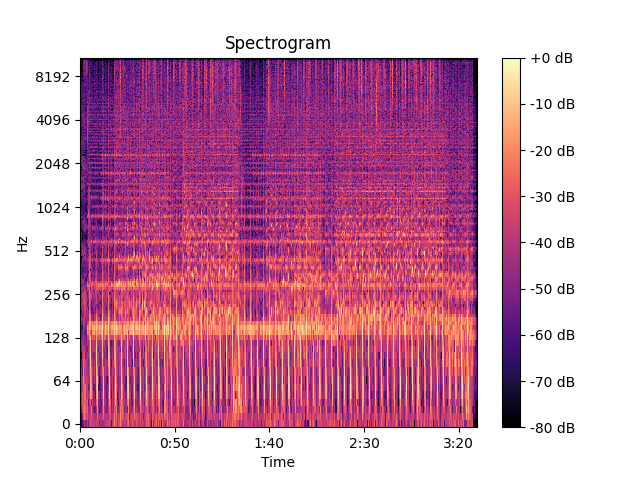 Spectrogram
8192
4096
2048
1024
512
256
128
64
0
Hz
0:00
0:50
1:40
2:30
3:20
Time
+0 dB
-10 dB
-20 dB
-30 dB
-40 dB
-50 dB
-60 dB
-70 dB
-80 dB